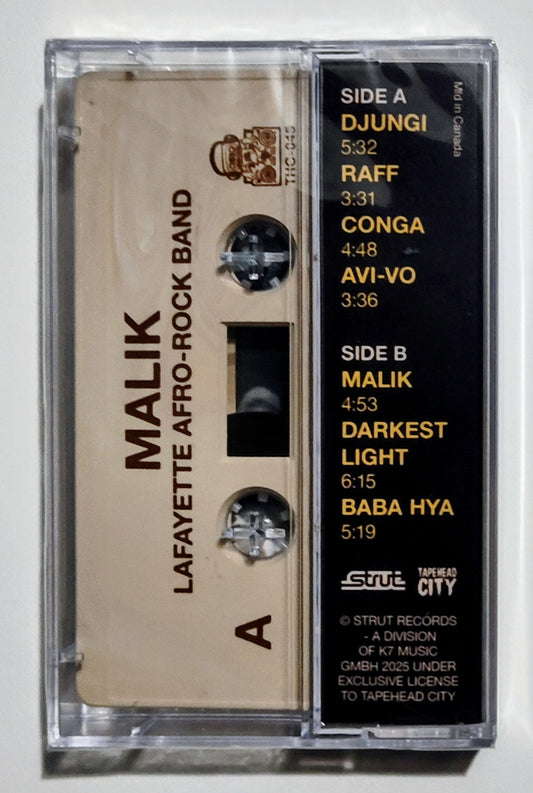 MALIK
LAFAYETTE AFRO-ROCK BAND
A
THC-045
Mfd in Canada
SIDE A
DJUNGI
5:32
RAFF
3:31
CONGA
4:48
AVI-VO
3:36
SIDE B
MALIK
4:53
DARKEST
LIGHT
6:15
BABA HYA
5:19
strut
TAPEHEAD
CITY
© STRUT RECÓRDS
- A DIVISION
OF K7 MUSIC
GMBH 2025 UNDER
EXCLUSIVE LICENSE
TO TAPEHEAD CITY